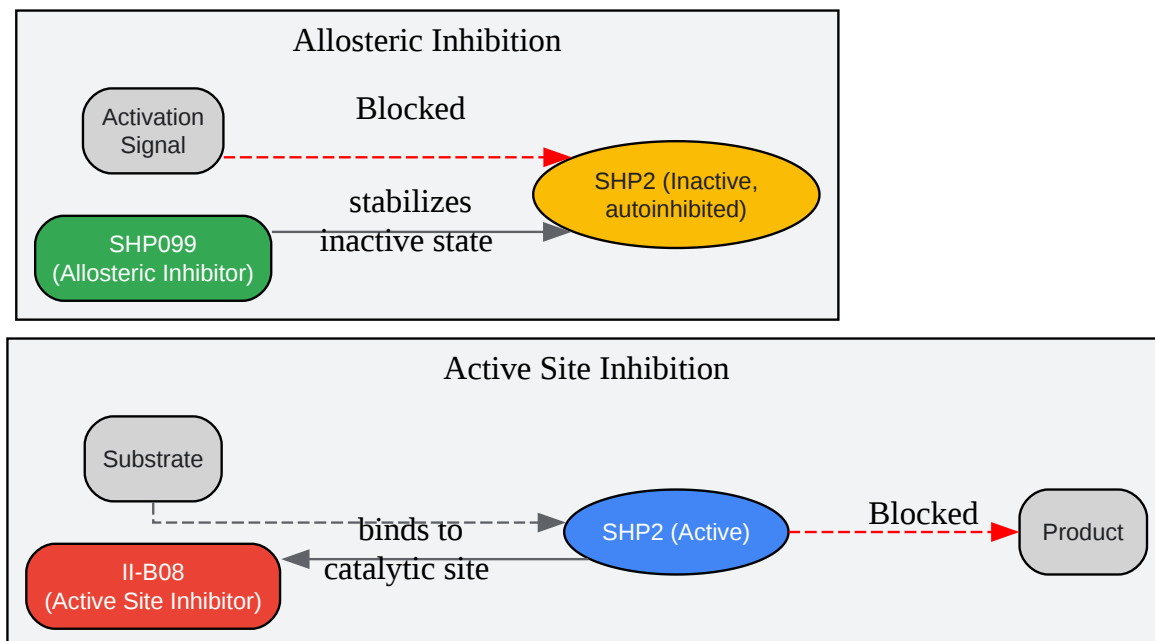 Allosteric Inhibition
Activation
Signal
Blocked
SHP2 (Inactive,
autoinhibited)
stabilizes
inactive state
SHP099
(Allosteric Inhibitor)
Active Site Inhibition
Substrate
binds to
catalytic site
SHP2 (Active)
Blocked
Product
II-B08
(Active Site Inhibitor)